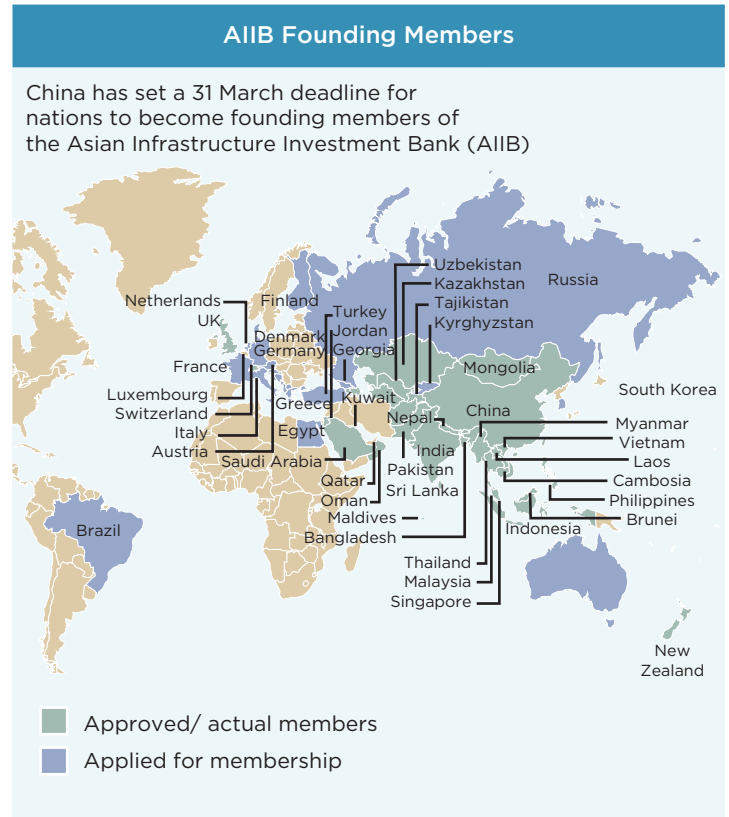 AIIB Founding Members
China has set a 31 March deadline for
nations to become founding members of
the Asian Infrastructure Investment Bank (AIIB)
Uzbekistan
Kazakhstan
Tajikistan
Kyrghyzstan
Russia
Netherlands
UK
Finland
Turkey
Jordan
Georgia
Denmark
Germany
France
Mongolia
Luxembourg
Switzerland
Italy
Austria
Greece
Kuwait
Egypt
Saudi Arabia
Nepal
China
India
Pakistan
Sri Lanka
South Korea
Myanmar
Vietnam
Laos
Cambosia
Philippines
Brunei
Indonesia
Qatar
Oman
Maldives
Bangladesh
Brazil
Thailand
Malaysia
Singapore
New
Zealand
Approved/ actual members
Applied for membership